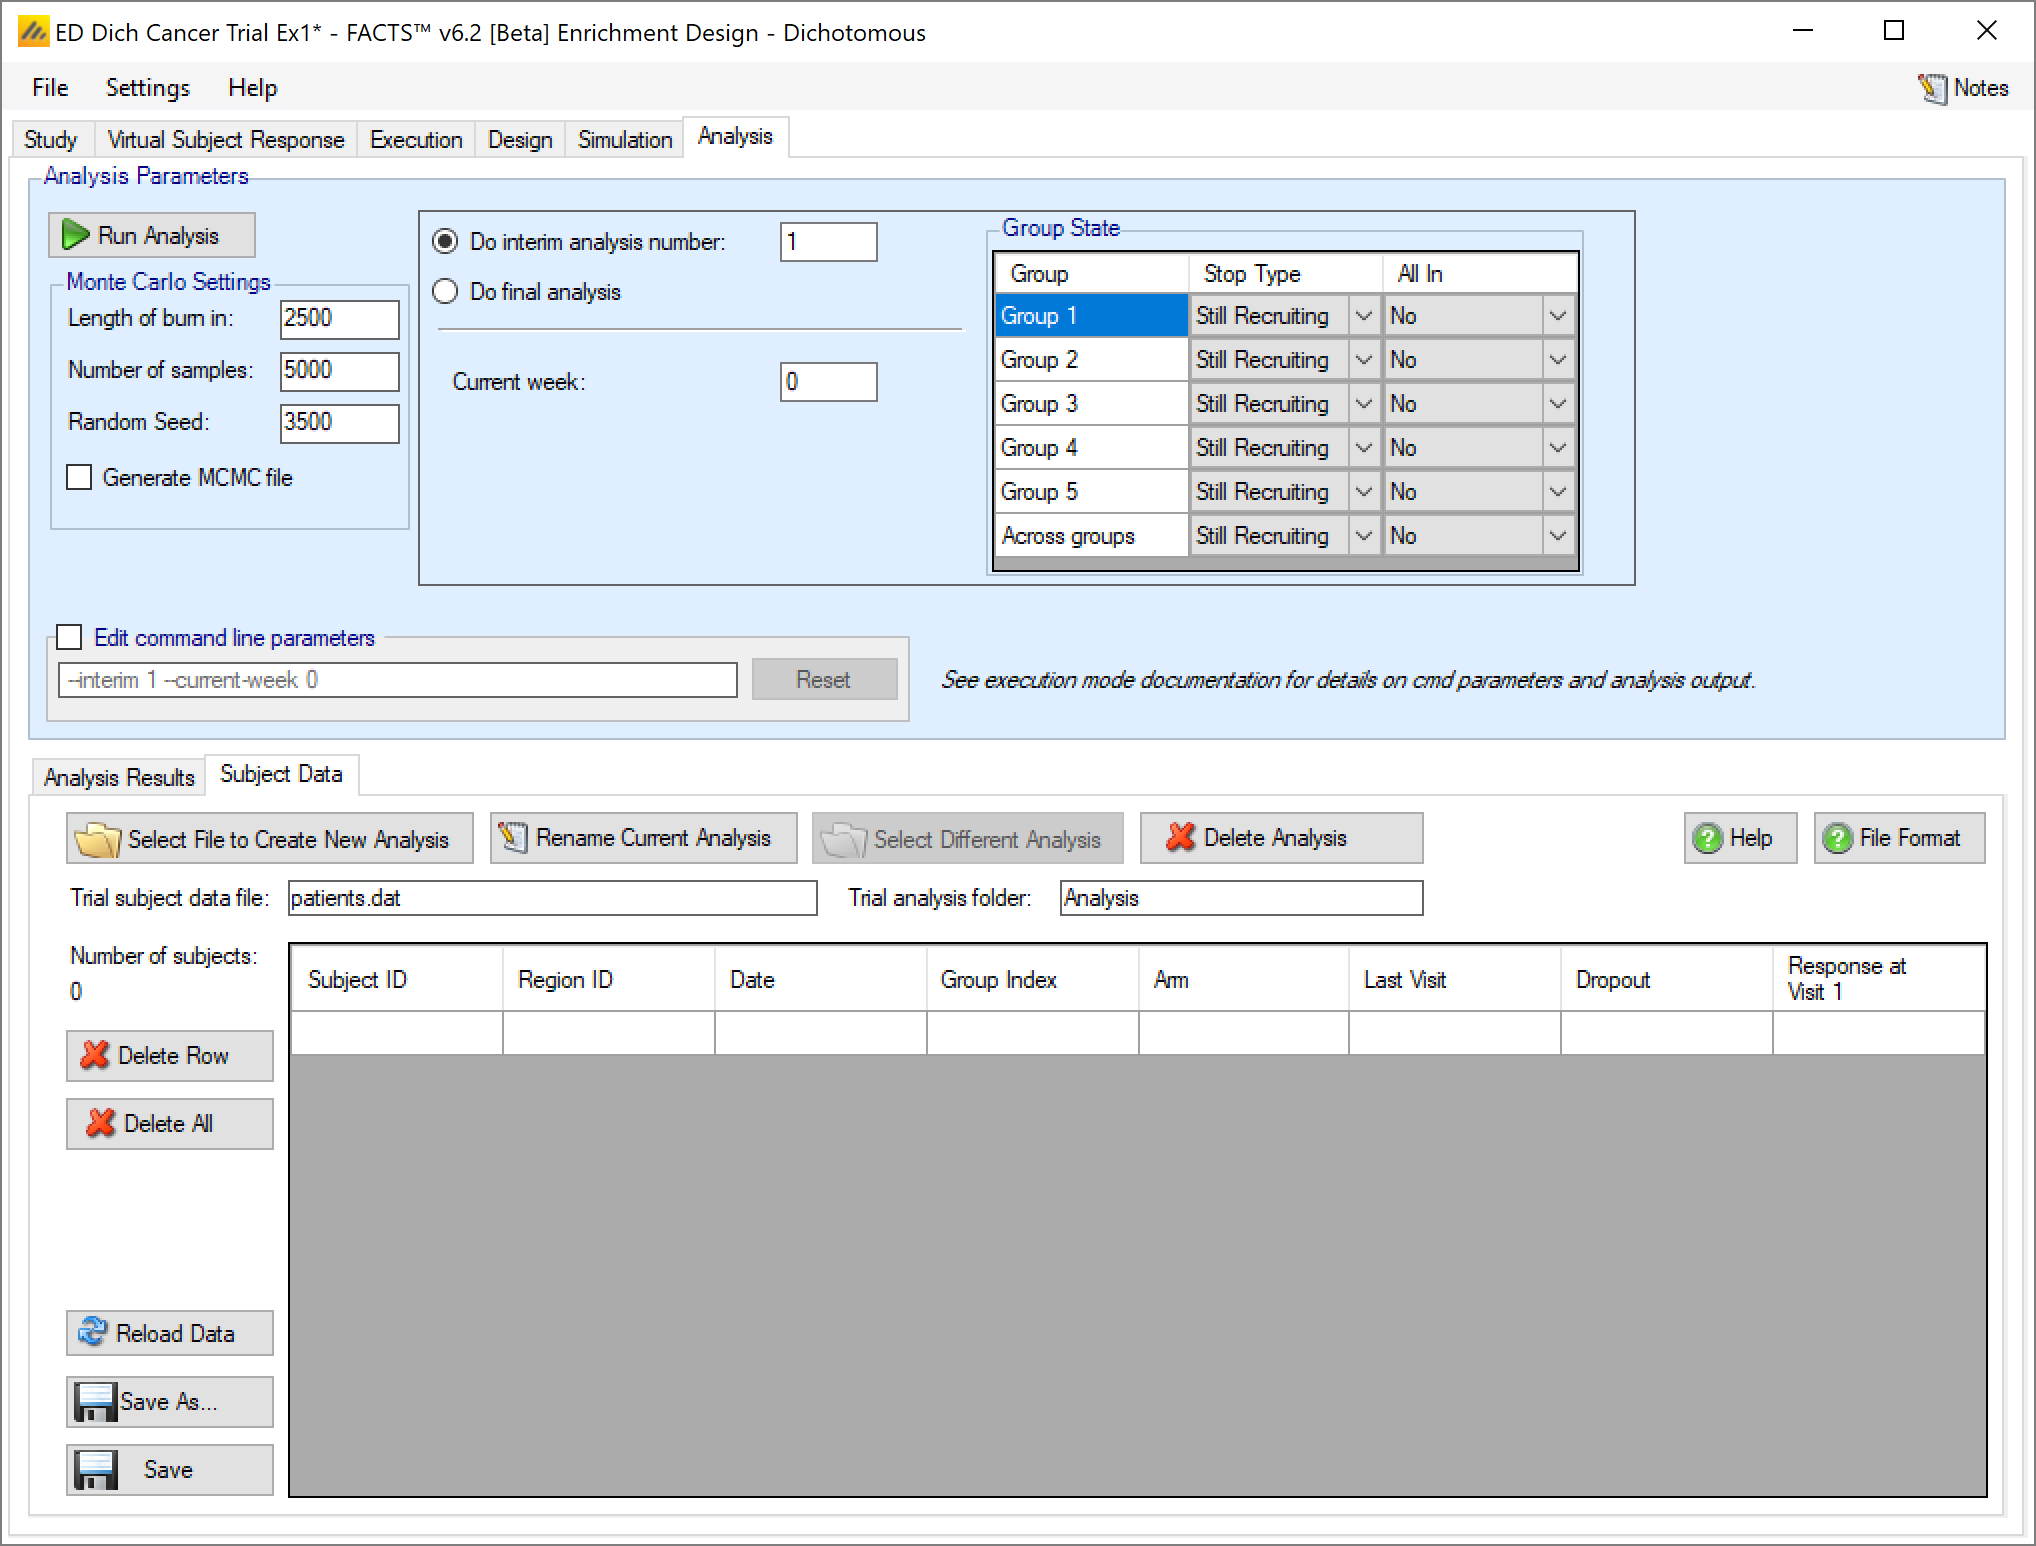 ED Dich Cancer Trial Ex1* - FACTS™ v6.2 [Beta] Enrichment Design - Dichotomous
File Settings Help Notes
Study Virtual Subject Response Execution Design Simulation Analysis
Analysis Parameters
Run Analysis
Monte Carlo Settings
Length of burn in: 2500
Number of samples: 5000
Random Seed: 3500
Generate MCMC file
Do interim analysis number: 1
Do final analysis
Current week: 0
Group State
Group Stop Type All In
Group 1 Still Recruiting No
Group 2 Still Recruiting No
Group 3 Still Recruiting No
Group 4 Still Recruiting No
Group 5 Still Recruiting No
Across groups Still Recruiting No
Edit command line parameters
--interim 1 --current-week 0 Reset See execution mode documentation for details on cmd parameters and analysis output.
Analysis Results Subject Data
Select File to Create New Analysis Rename Current Analysis Select Different Analysis Delete Analysis Help File Format
Trial subject data file: patients.dat Trial analysis folder: Analysis
Number of subjects:
0
Subject ID Region ID Date Group Index Arm Last Visit Dropout Response at
Visit 1
Delete Row
Delete All
Reload Data
Save As...
Save